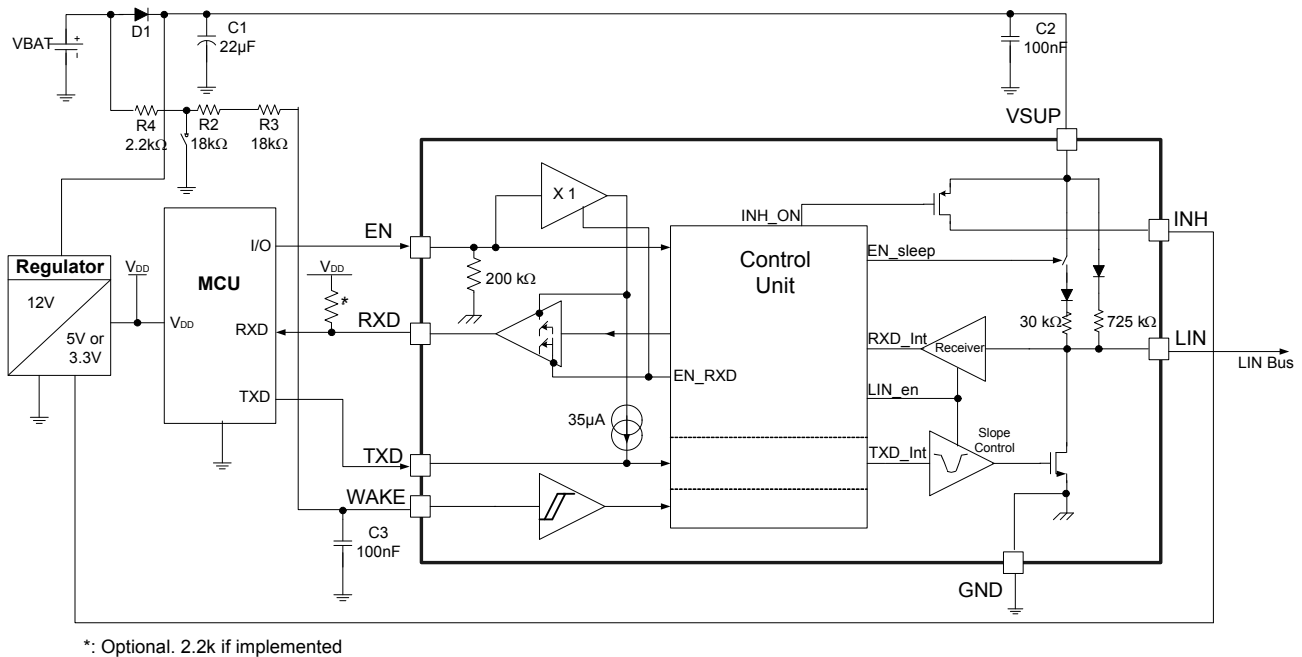 D1
C1
22µF
C2
100nF
VBAT
+
-
R4
2.2kΩ
R2
18kΩ
R3
18kΩ
VSUP
X 1
INH_ON
INH
I/O
EN
Control
Unit
EN_sleep
Regulator
12V
5V or
3.3V
VDD
MCU
VDD
VDD
*
200 kΩ
RXD
RXD
30 kΩ
725 kΩ
RXD_Int
Receiver
LIN
LIN Bus
EN_RXD
LIN_en
TXD
35µA
Slope
Control
TXD
TXD_Int
WAKE
C3
100nF
GND
*: Optional. 2.2k if implemented